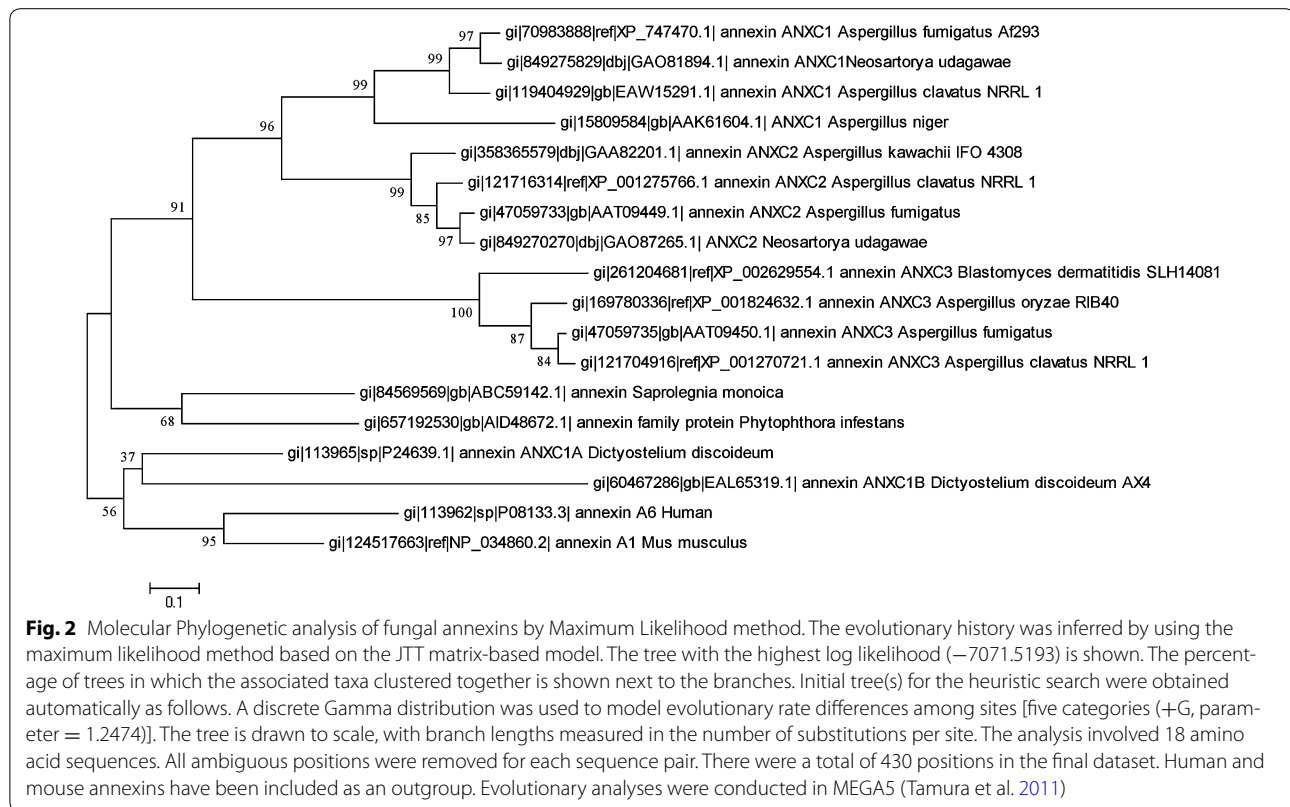 97
gi|70983888|ref|XP_747470.1| annexin ANXC1 Aspergillus fumigatus Af293
99
gi|849275829|dbj|GAO81894.1| annexin ANXC1Neosartorya udagawae
99
gi|119404929|gb|EAW15291.1| annexin ANXC1 Aspergillus clavatus NRRL 1
96
gi|15809584|gb|AAK61604.1| ANXC1 Aspergillus niger
gi|358365579|dbj|GAA82201.1| annexin ANXC2 Aspergillus kawachii IFO 4308
99
gi|121716314|ref|XP_001275766.1 annexin ANXC2 Aspergillus clavatus NRRL 1
91
85
gi|47059733|gb|AAT09449.1| annexin ANXC2 Aspergillus fumigatus
97
gi|849270270|dbj|GAO87265.1| ANXC2 Neosartorya udagawae
gi|261204681|ref|XP_002629554.1 annexin ANXC3 Blastomyces dermatitidis SLH14081
100
gi|169780336|ref|XP_001824632.1 annexin ANXC3 Aspergillus oryzae RIB40
87
gi|47059735|gb|AAT09450.1| annexin ANXC3 Aspergillus fumigatus
84
gi|121704916|ref|XP_001270721.1 annexin ANXC3 Aspergillus clavatus NRRL 1
gi|84569569|gb|ABC59142.1| annexin Saprolegnia monoica
68
gi|657192530|gb|AID48672.1| annexin family protein Phytophthora infestans
37
gi|113965|sp|P24639.1| annexin ANXC1A Dictyostelium discoideum
gi|60467286|gb|EAL65319.1| annexin ANXC1B Dictyostelium discoideum AX4
56
gi|113962|sp|P08133.3| annexin A6 Human
95
gi|124517663|ref|NP_034860.2| annexin A1 Mus musculus
0.1
Fig. 2 Molecular Phylogenetic analysis of fungal annexins by Maximum Likelihood method. The evolutionary history was inferred by using the
maximum likelihood method based on the JTT matrix-based model. The tree with the highest log likelihood (−7071.5193) is shown. The percent-
age of trees in which the associated taxa clustered together is shown next to the branches. Initial tree(s) for the heuristic search were obtained
automatically as follows. A discrete Gamma distribution was used to model evolutionary rate differences among sites [five categories (+G, param-
eter = 1.2474)]. The tree is drawn to scale, with branch lengths measured in the number of substitutions per site. The analysis involved 18 amino
acid sequences. All ambiguous positions were removed for each sequence pair. There were a total of 430 positions in the final dataset. Human and
mouse annexins have been included as an outgroup. Evolutionary analyses were conducted in MEGA5 (Tamura et al. 2011)